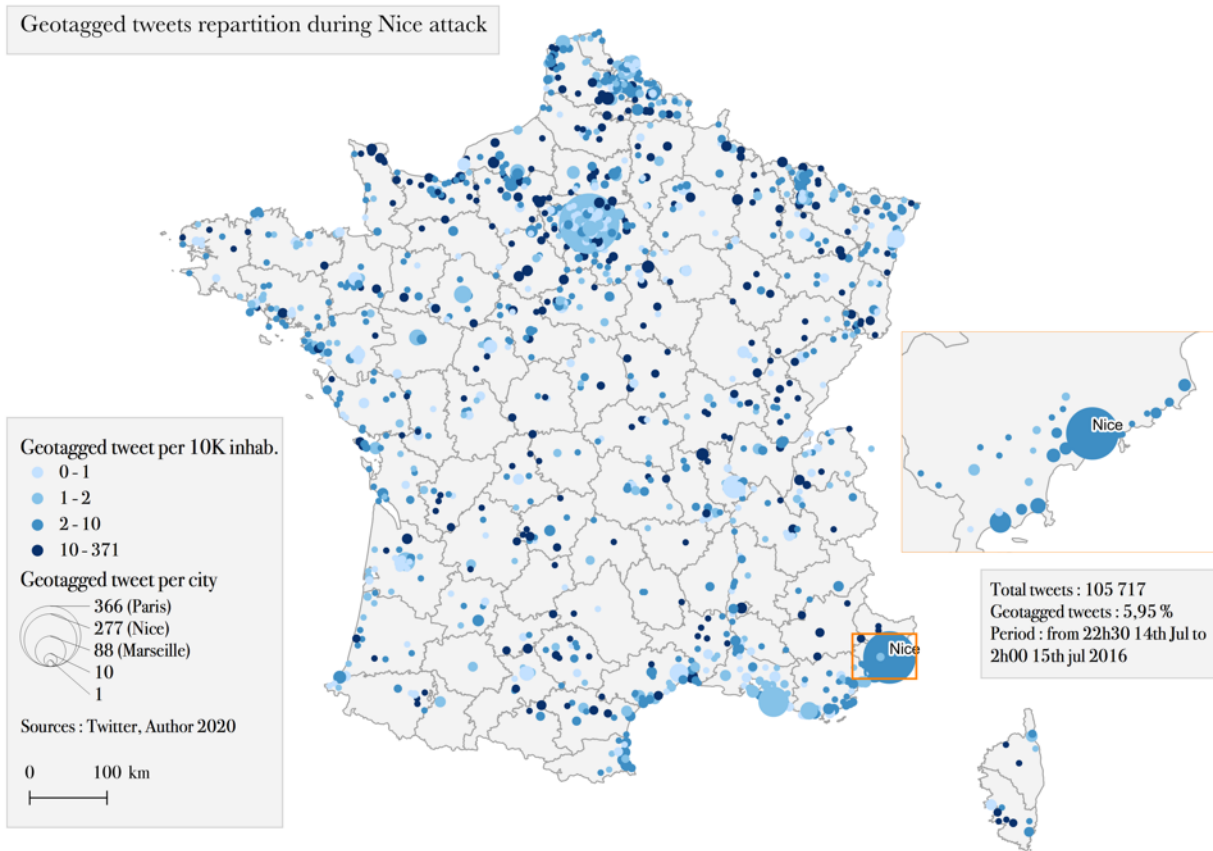 Geotagged tweets repartition during Nice attack
Geotagged tweet per 10K inhab.
0 - 1
1 - 2
2 - 10
10 - 371
Geotagged tweet per city
366 (Paris)
277 (Nice)
88 (Marseille)
10
1
Sources : Twitter, Author 2020
0 100 km
Nice
Nice
Total tweets : 105 717
Geotagged tweets : 5,95 %
Period : from 22h30 14th Jul to
2h00 15th jul 2016